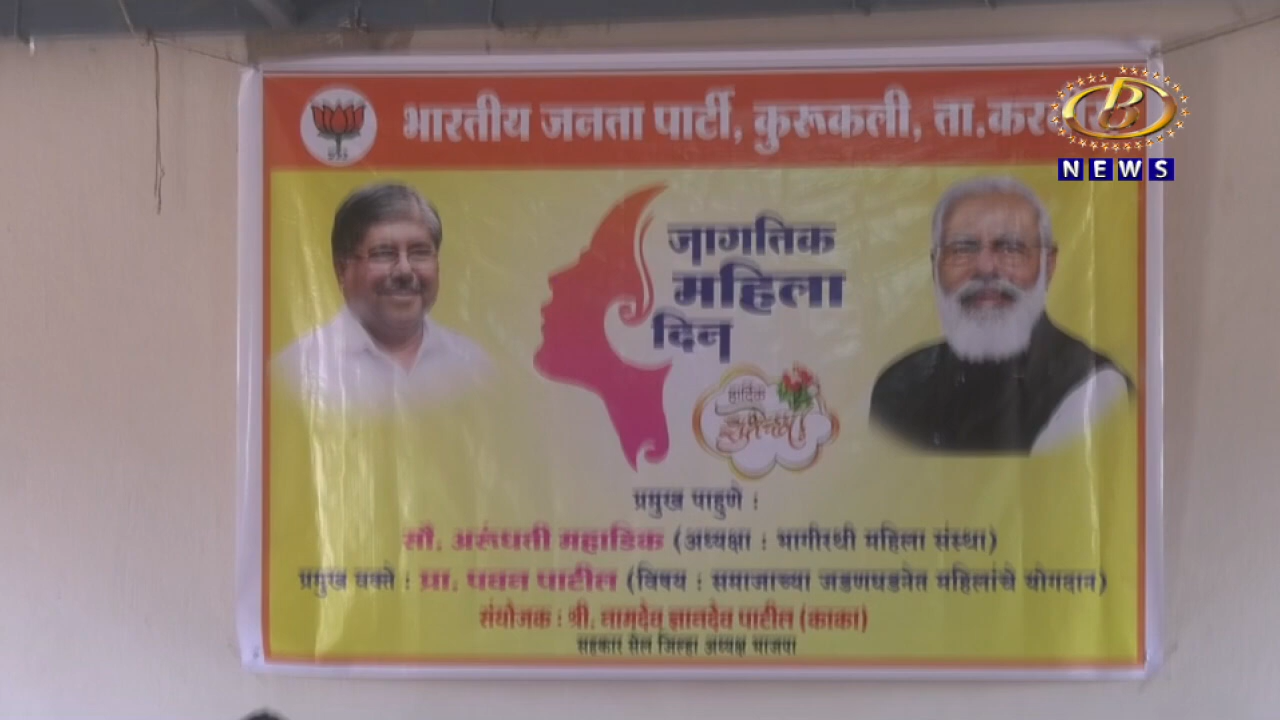 भारतीय जनता पार्टी, कुरूकली, ता.
B
NEWS
जागतिक
महिला
दिन
हार्दिक
शुभेच्छा!
प्रमुख पाहुणे :
सौ. अरुंधती महाडिक (अध्यक्षा : भागीरथी महिला संस्था)
प्रमुख वक्ते : प्रा. पवन पाटील (विषय : समाजाच्या जडणघडनेत महिलांचे योगदान)
संयोजक : श्री. नामदेव ज्ञानदेव पाटील (काका)
सहकार सेल जिल्हा अध्यक्ष भाजपा